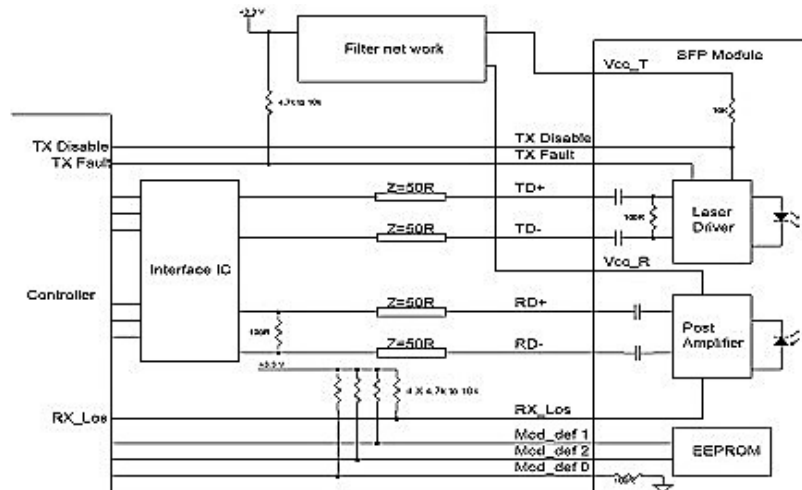 +3.3V
Filter net work
SFP Module
Vcc_T
4.7k to 10k
10K
TX Disable
TX Disable
TX Fault
TX Fault
Z=50R
TD+
100R
Laser
Driver
Z=50R
TD-
Interface IC
Vcc_R
Controller
Z=50R
RD+
100R
Post
Amplifier
Z=50R
RD-
+3.3V
4 X 4.7k to 10k
RX_Los
RX_Los
Mod_def 1
EEPROM
Mod_def 2
Mod_def 0